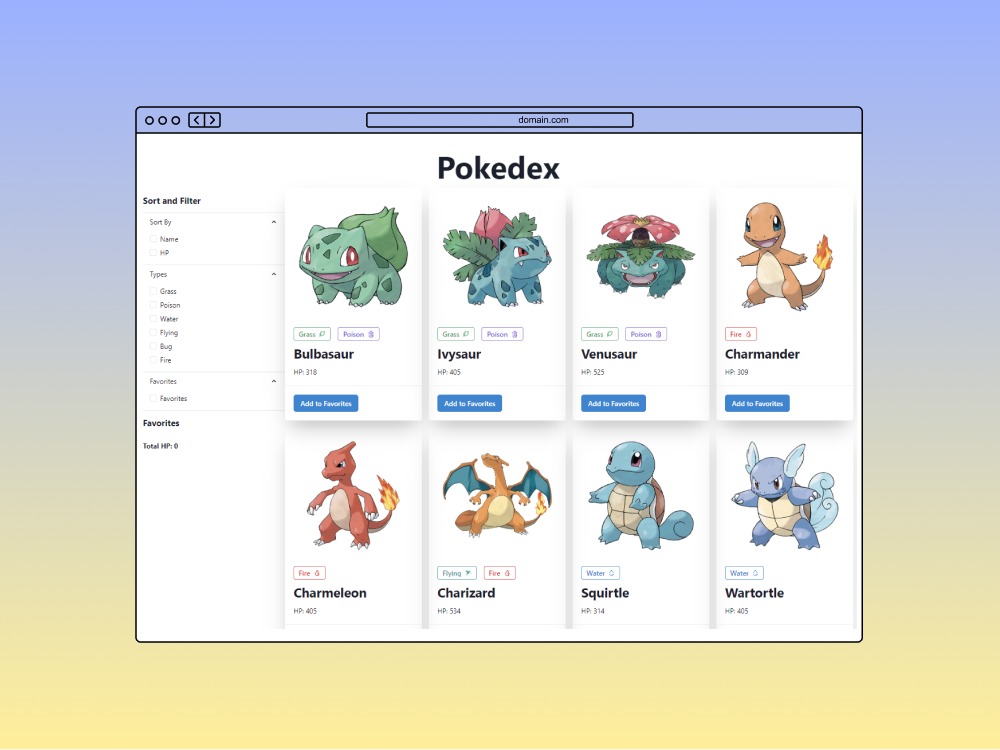 domain.com
Pokedex
Sort and Filter
Sort By
Name
HP
Types
Grass
Poison
Water
Flying
Bug
Fire
Favorites
Favorites
Favorites
Total HP: 0
Grass Poison
Bulbasaur
HP: 318
Add to Favorites
Grass Poison
Ivysaur
HP: 405
Add to Favorites
Grass Poison
Venusaur
HP: 525
Add to Favorites
Fire
Charmander
HP: 309
Add to Favorites
Fire
Charmeleon
HP: 405
Flying Fire
Charizard
HP: 534
Water
Squirtle
HP: 314
Water
Wartortle
HP: 405